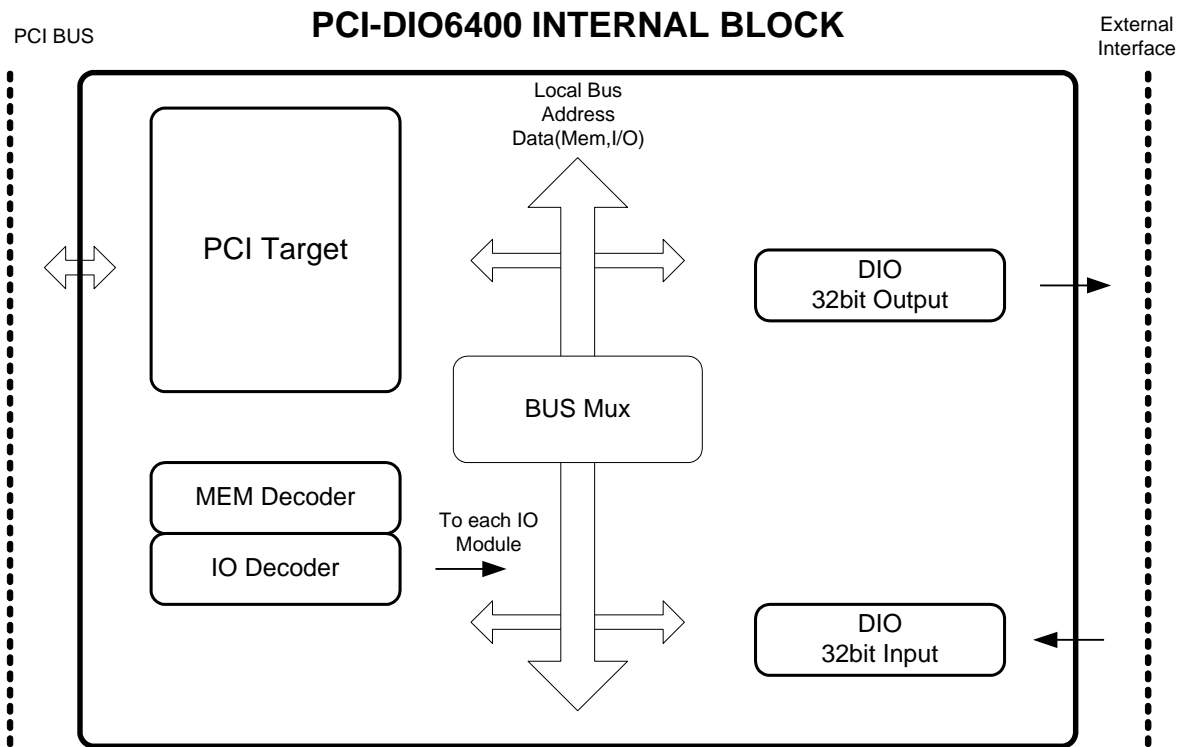 PCI-DIO6400 INTERNAL BLOCK
PCI BUS
External
Interface
Local Bus
Address
Data(Mem,I/O)
PCI Target
DIO
32bit Output
BUS Mux
MEM Decoder
To each IO
Module
IO Decoder
DIO
32bit Input